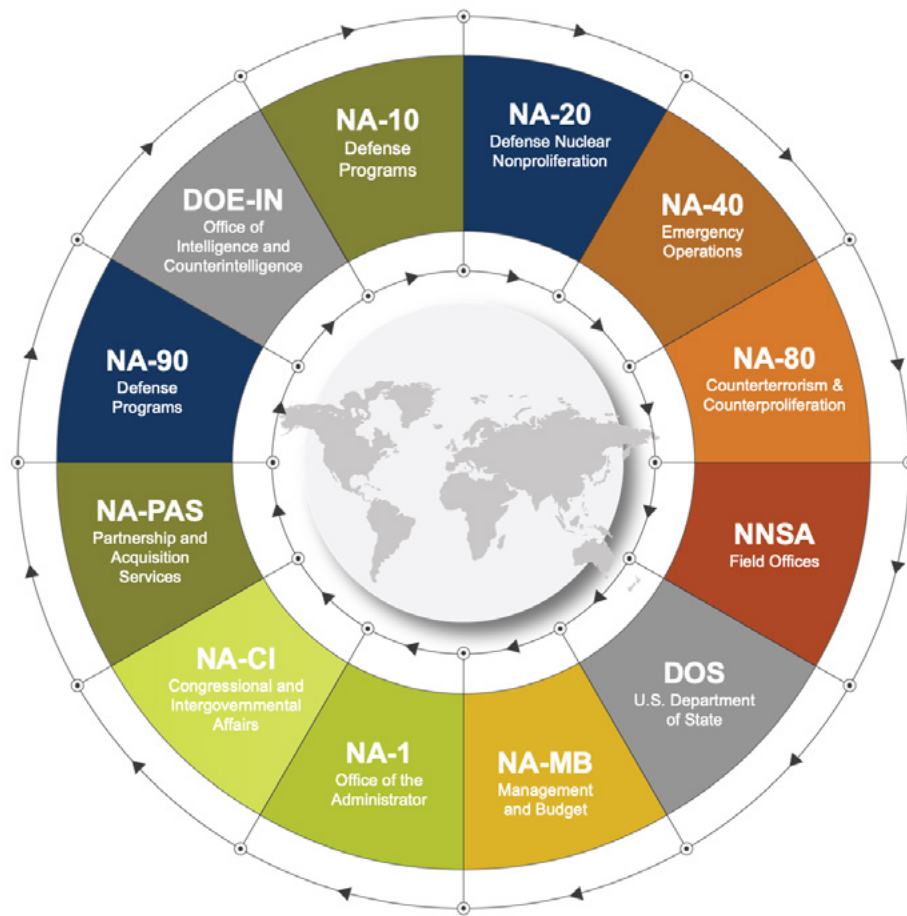 NA-10
Defense
Programs
NA-20
Defense Nuclear
Nonproliferation
NA-40
Emergency
Operations
NA-80
Counterterrorism &
Counterproliferation
NNSA
Field Offices
DOS
U.S. Department
of State
NA-MB
Management
and Budget
NA-1
Office of the
Administrator
NA-CI
Congressional and
Intergovernmental
Affairs
NA-PAS
Partnership and
Acquisition
Services
NA-90
Defense
Programs
DOE-IN
Office of
Intelligence and
Counterintelligence